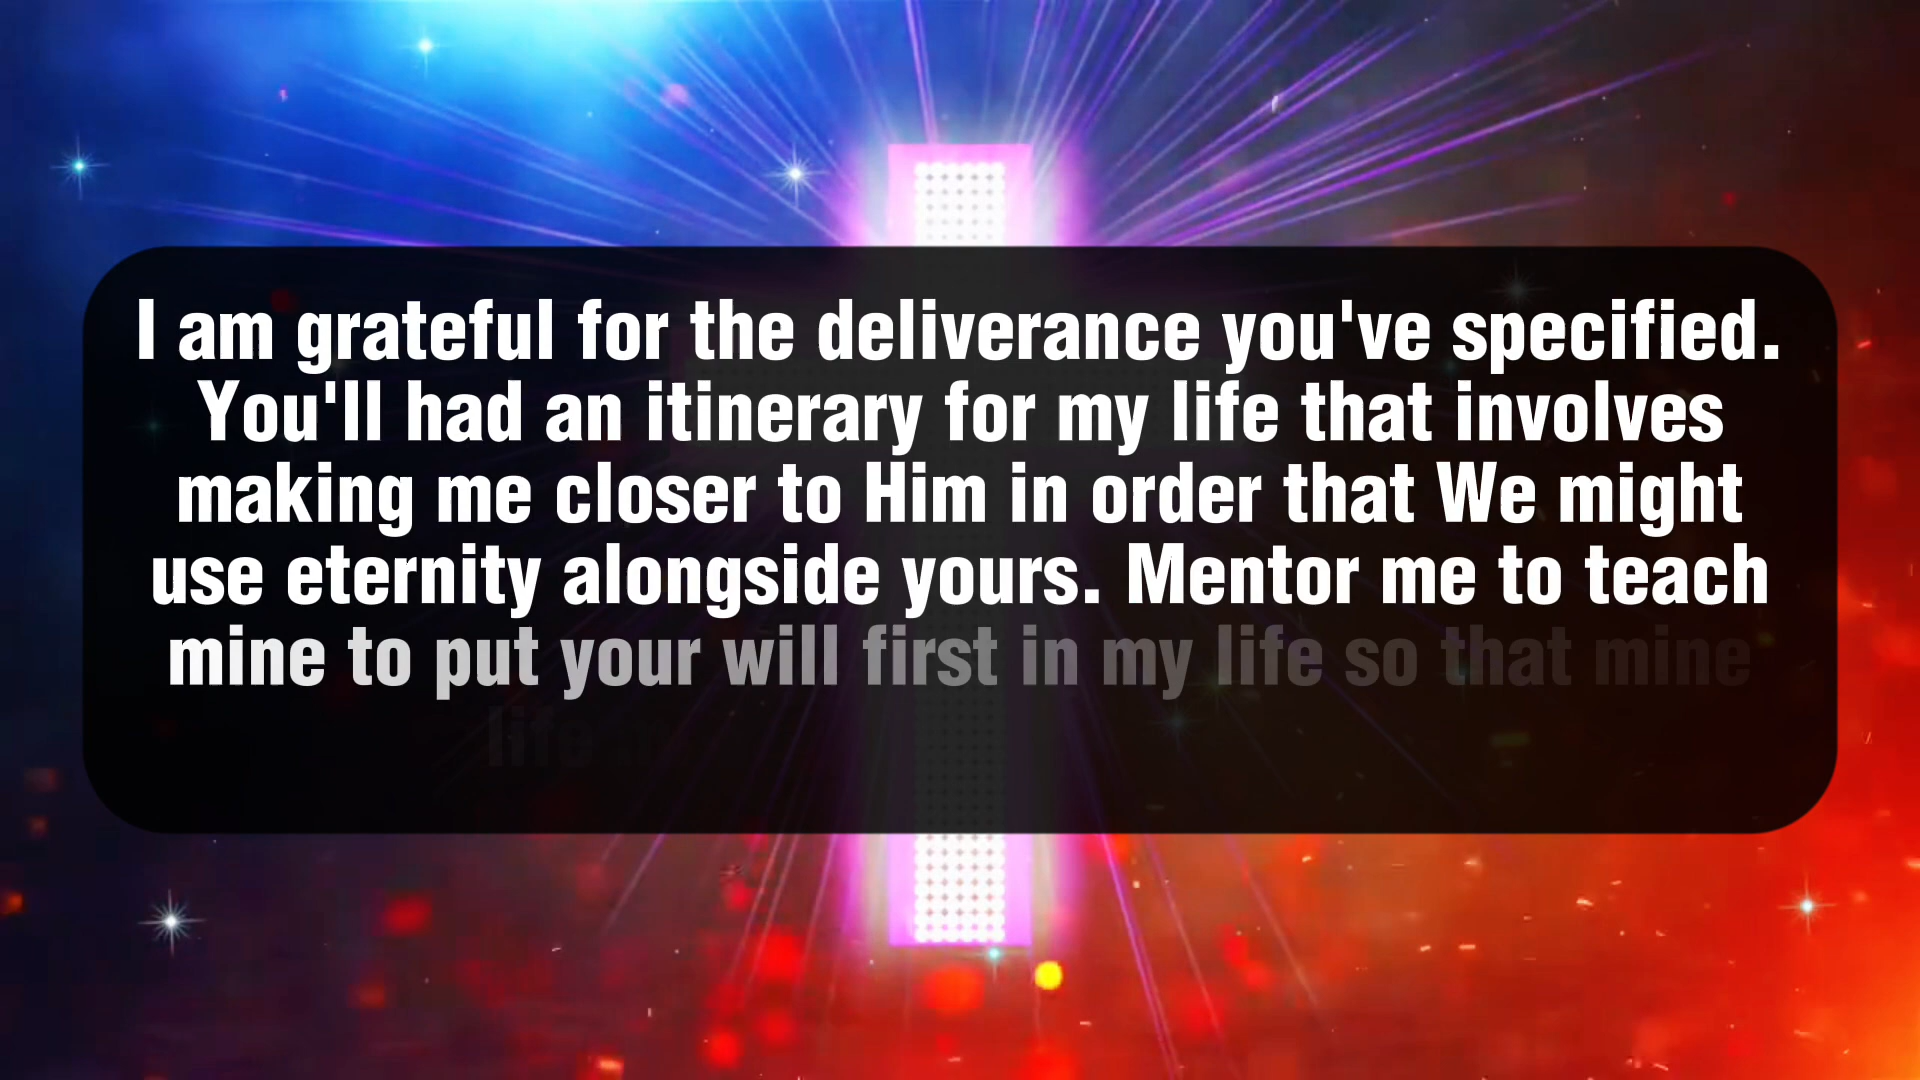 I am grateful for the deliverance you've specified.
You'll had an itinerary for my life that involves
making me closer to Him in order that We might
use eternity alongside yours. Mentor me to teach
mine to put your will first in my life so that mine
life